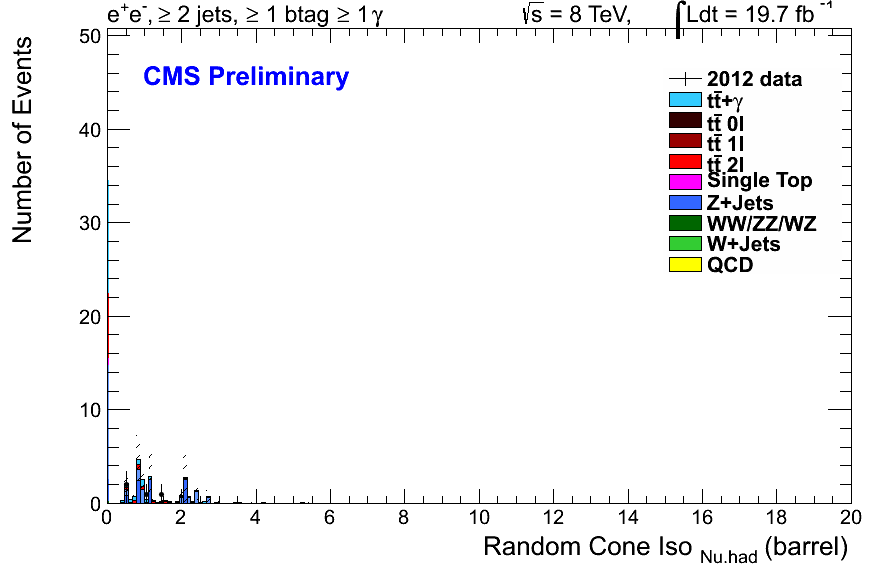 e⁺e⁻, ≥ 2 jets, ≥ 1 btag ≥ 1 γ √s = 8 TeV, ∫Ldt = 19.7 fb⁻¹
CMS Preliminary
Number of Events
50
40
30
20
10
0
2012 data
tt̄+γ
tt̄ 0l
tt̄ 1l
tt̄ 2l
Single Top
Z+Jets
WW/ZZ/WZ
W+Jets
QCD
0 2 4 6 8 10 12 14 16 18 20
Random Cone Iso Nu.had (barrel)